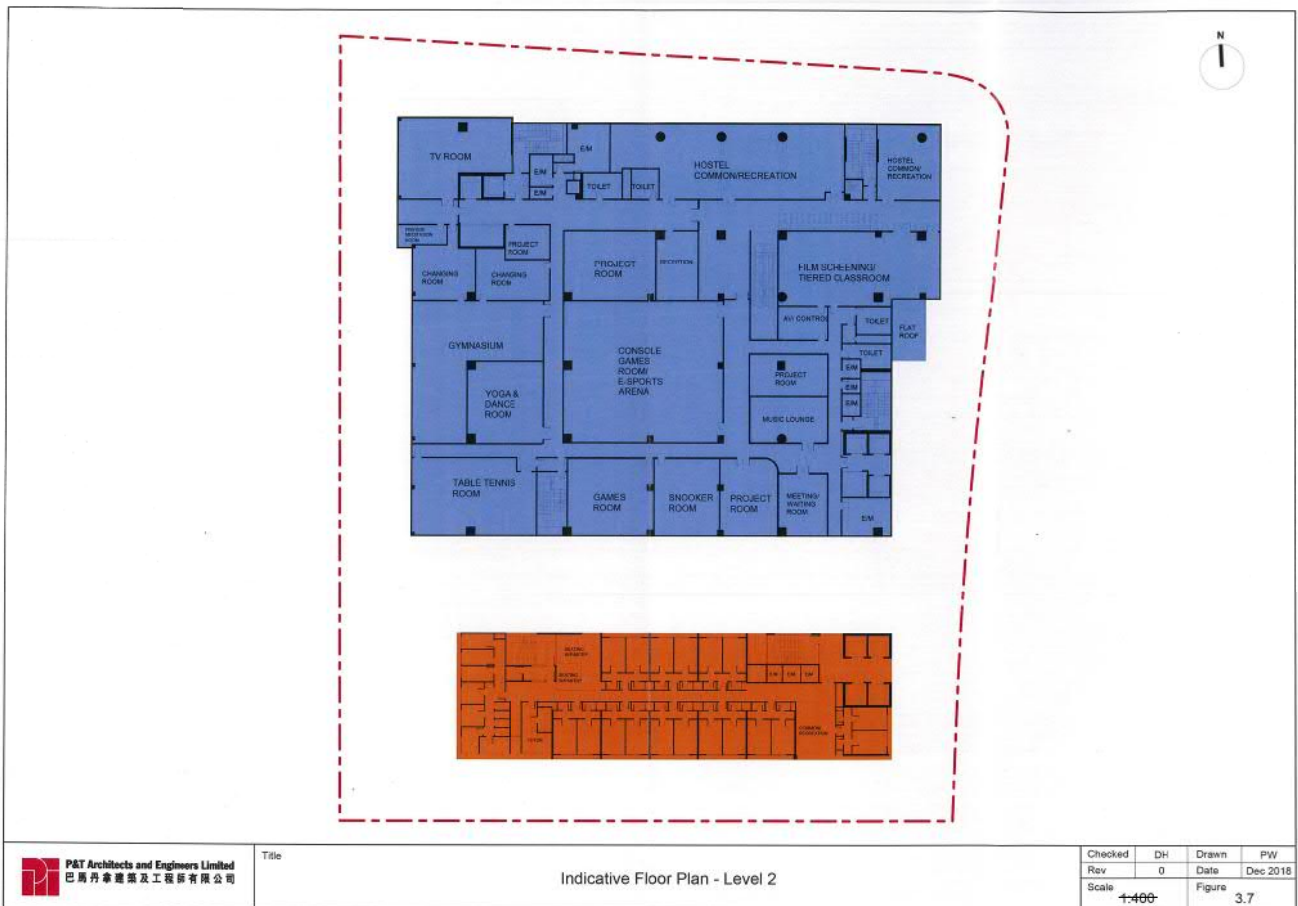 N
TV ROOM
E/M
E/M
E/M
TOILET
TOILET
HOSTEL
COMMON/RECREATION
HOSTEL
COMMON/
RECREATION
PROJECT
ROOM
CHANGING
ROOM
CHANGING
ROOM
PROJECT
ROOM
RECEPTION
FILM SCREENING/
TIERED CLASSROOM
AV/ CONTROL
TOILET
FLAT
ROOF
TOILET
GYMNASIUM
CONSOLE
GAMES
ROOM/
E-SPORTS
ARENA
YOGA &
DANCE
ROOM
PROJECT
ROOM
E/M
E/M
E/M
MUSIC LOUNGE
TABLE TENNIS
ROOM
GAMES
ROOM
SNOOKER
ROOM
PROJECT
ROOM
MEETING/
WAITING
ROOM
E/M
E/M
E/M
E/M
COMMON/
RECREATION
P&T Architects and Engineers Limited
巴馬丹拿建築及工程師有限公司
Title
Indicative Floor Plan - Level 2
Checked DH Drawn PW
Rev 0 Date Dec 2018
Scale 1:400 Figure 3.7